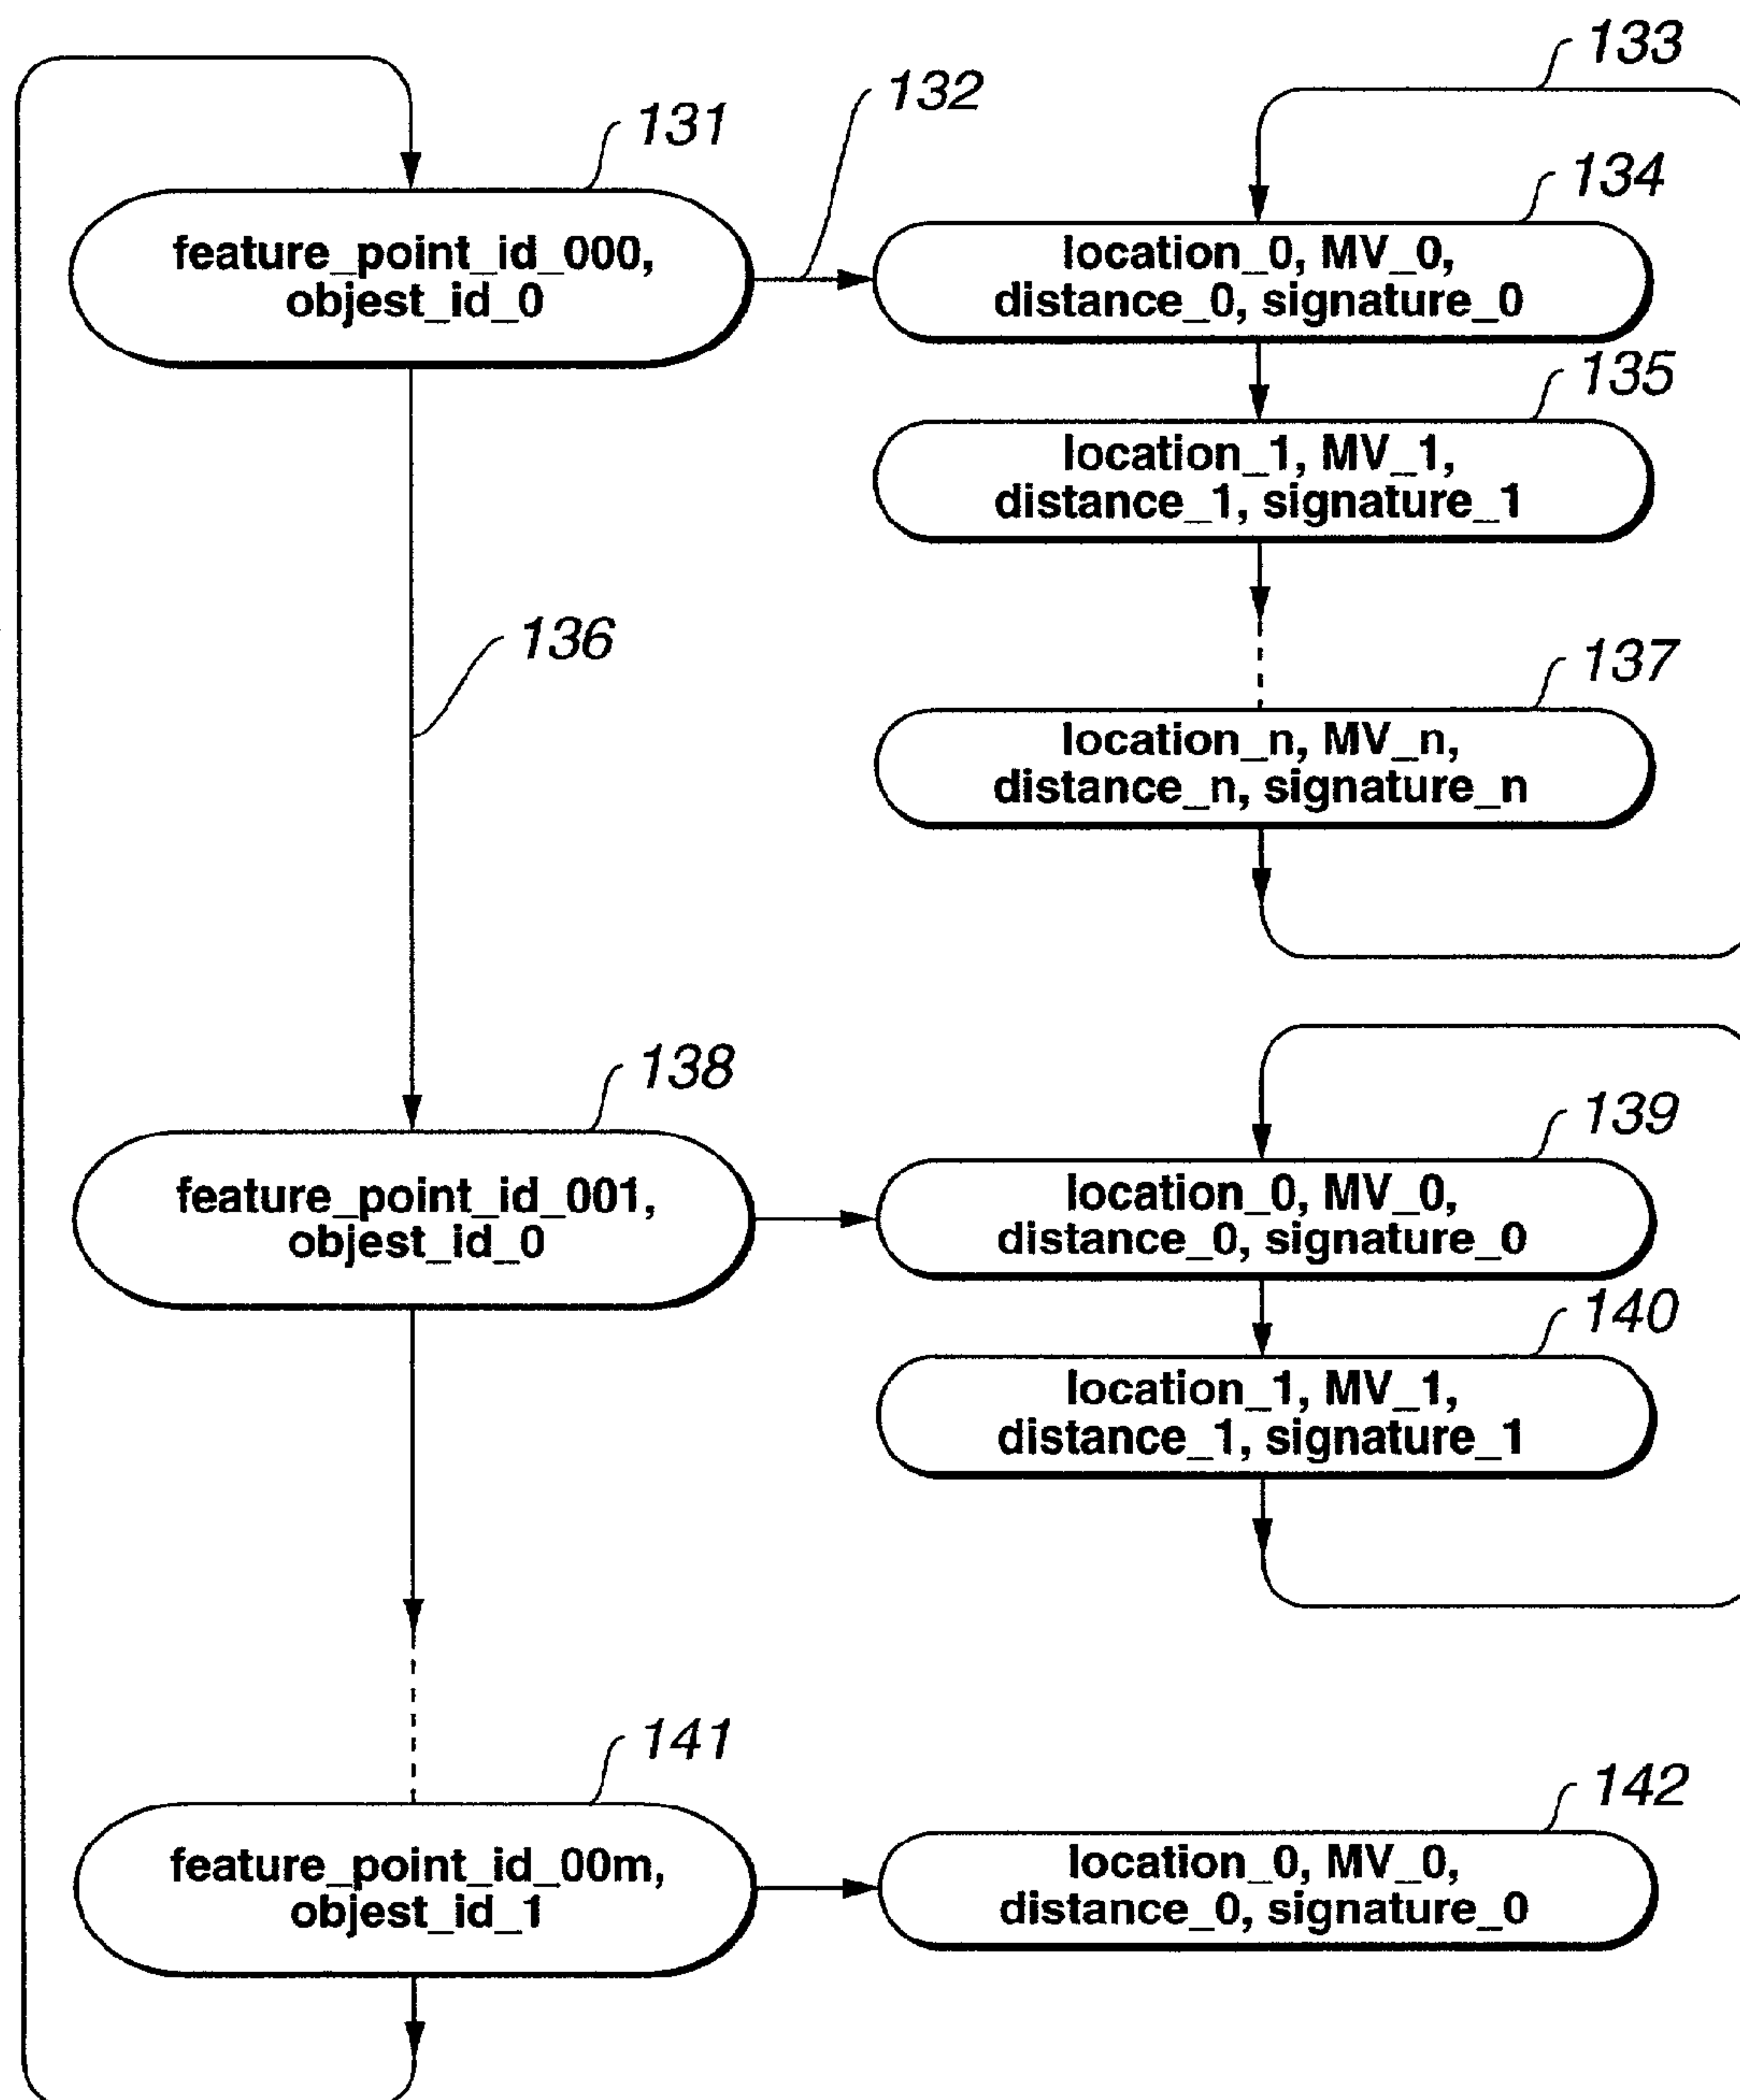 133
132
131
134
feature_point_id_000,
objest_id_0
location_0, MV_0,
distance_0, signature_0
135
location_1, MV_1,
distance_1, signature_1
136
137
location_n, MV_n,
distance_n, signature_n
138
139
feature_point_id_001,
objest_id_0
location_0, MV_0,
distance_0, signature_0
140
location_1, MV_1,
distance_1, signature_1
141
142
feature_point_id_00m,
objest_id_1
location_0, MV_0,
distance_0, signature_0